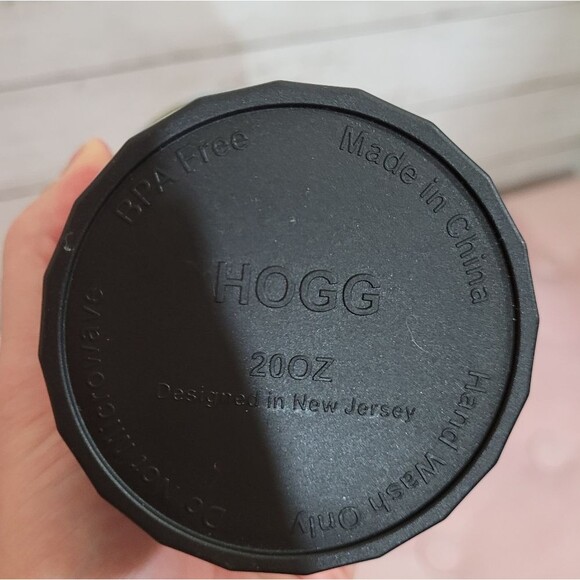 BPA Free
Made in China
HOGG
20OZ
Designed in New Jersey
Hand Wash Only
Do Not Microwave